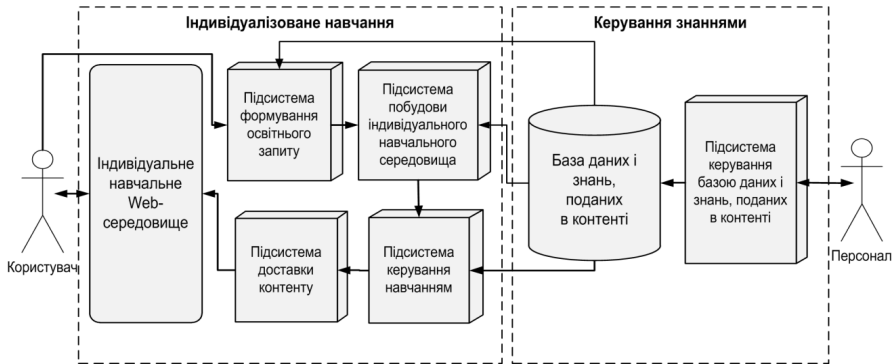 Індивідуалізоване навчання
Керування знаннями
Користувач
Індивідуальне
навчальне
Web-
середовище
Підсистема
формування
освітнього
запиту
Підсистема
побудови
індивідуального
навчального
середовища
Підсистема
доставки
контенту
Підсистема
керування
навчанням
База даних і
знань,
поданих
в контенті
Підсистема
керування
базою даних і
знань, поданих
в контенті
Персонал